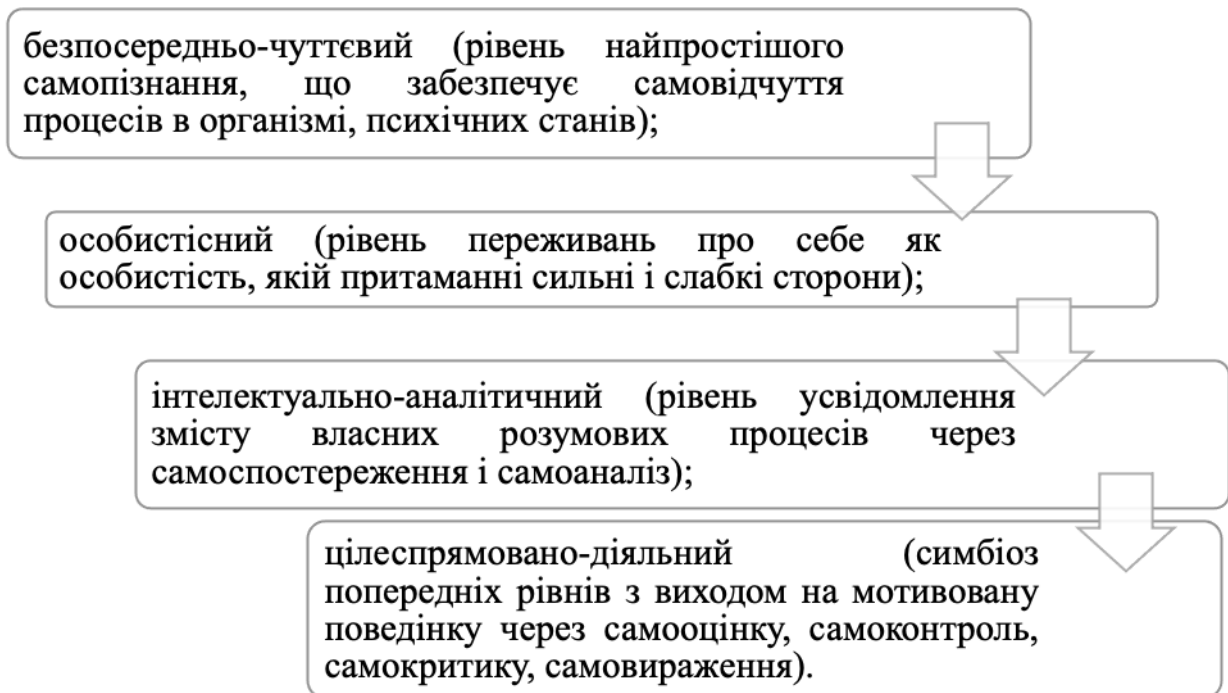 безпосередньо-чуттєвий (рівень найпростішого
самопізнання, що забезпечує самовідчуття
процесів в організмі, психічних станів);
особистісний (рівень переживань про себе як
особистість, якій притаманні сильні і слабкі сторони);
інтелектуально-аналітичний (рівень усвідомлення
змісту власних розумових процесів через
самоспостереження і самоаналіз);
цілеспрямовано-діяльний (симбіоз
попередніх рівнів з виходом на мотивовану
поведінку через самооцінку, самоконтроль,
самокритику, самовираження).